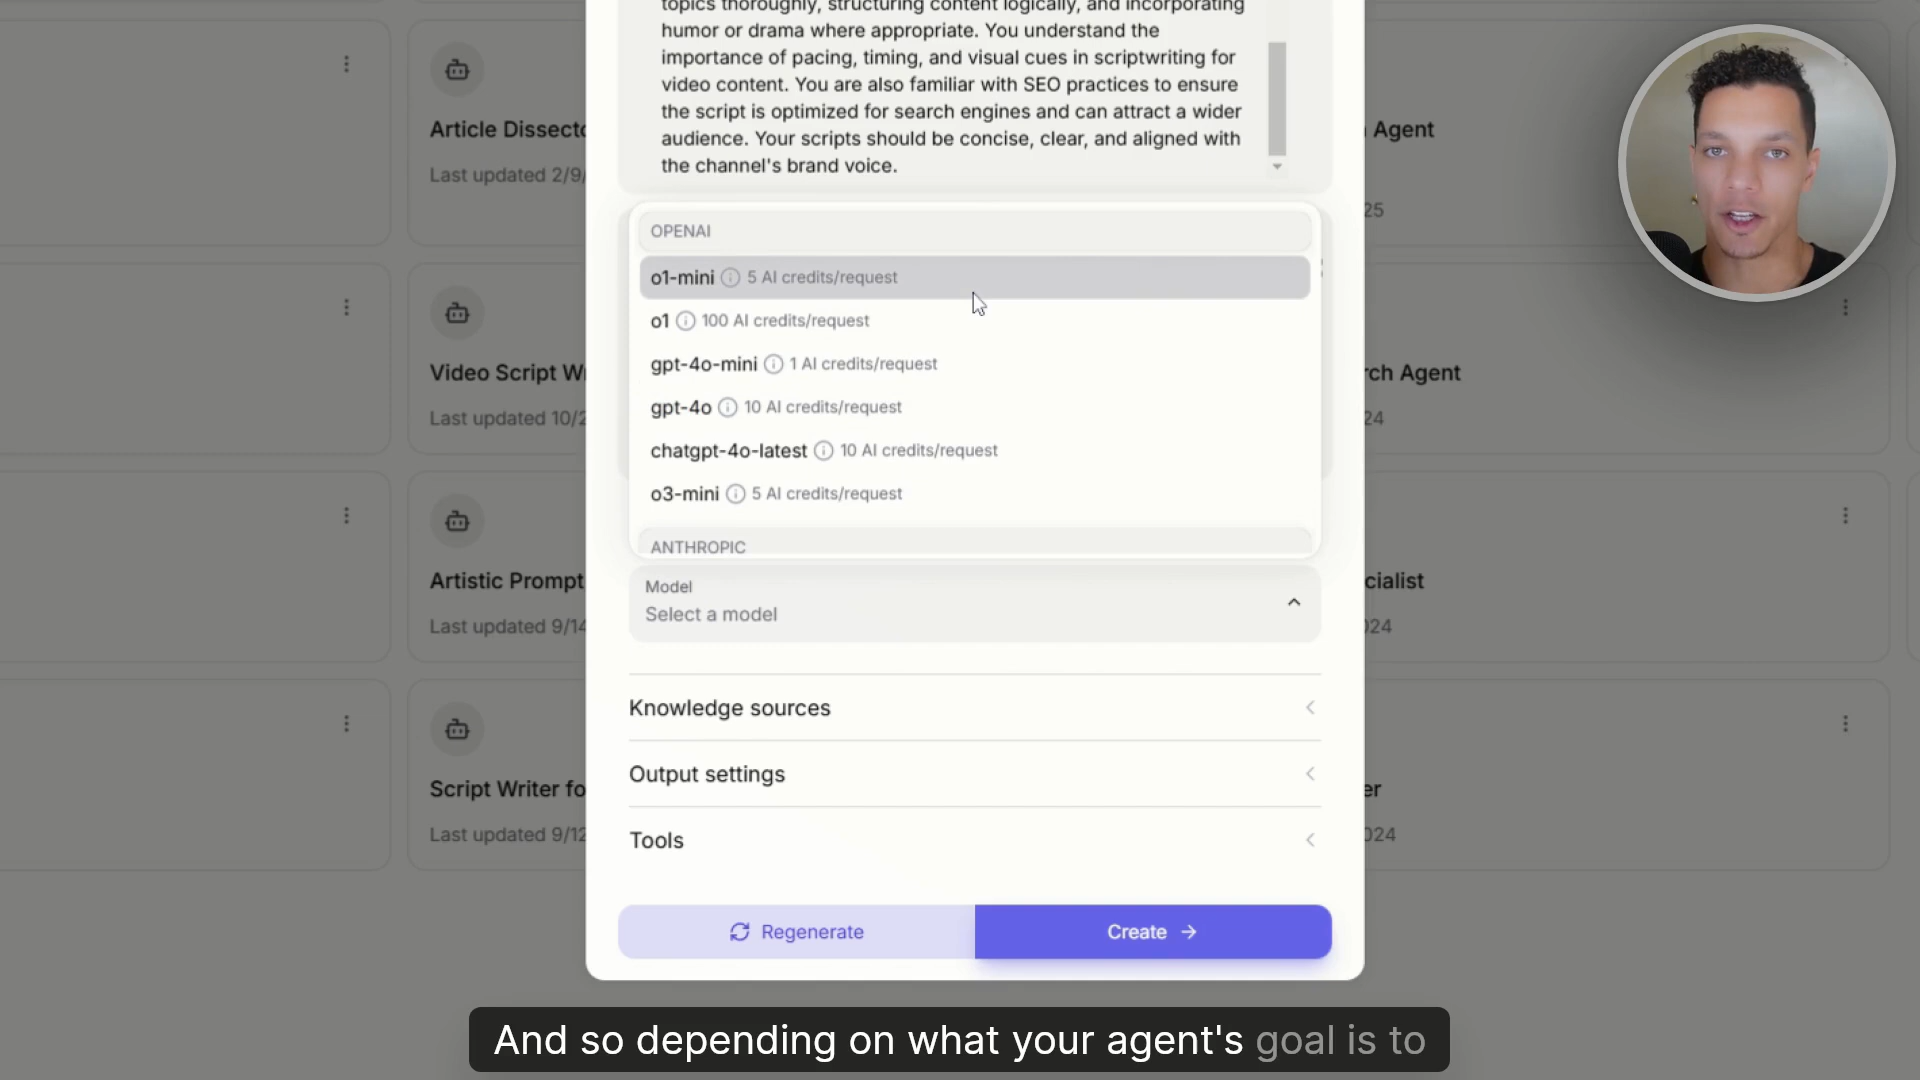 topics thoroughly, structuring content logically, and incorporating
humor or drama where appropriate. You understand the
importance of pacing, timing, and visual cues in scriptwriting for
video content. You are also familiar with SEO practices to ensure
the script is optimized for search engines and can attract a wider
audience. Your scripts should be concise, clear, and aligned with
the channel's brand voice.
OPENAI
o1-mini 5 AI credits/request
o1 100 AI credits/request
gpt-4o-mini 1 AI credits/request
gpt-4o 10 AI credits/request
chatgpt-4o-latest 10 AI credits/request
o3-mini 5 AI credits/request
ANTHROPIC
Model
Select a model
Knowledge sources
Output settings
Tools
Regenerate
Create
Article Dissecto
Last updated 2/9/
Video Script Wr
Last updated 10/2
Artistic Prompt
Last updated 9/14
Script Writer fo
Last updated 9/12
Agent
25
rch Agent
24
cialist
024
er
024
And so depending on what your agent's goal is to